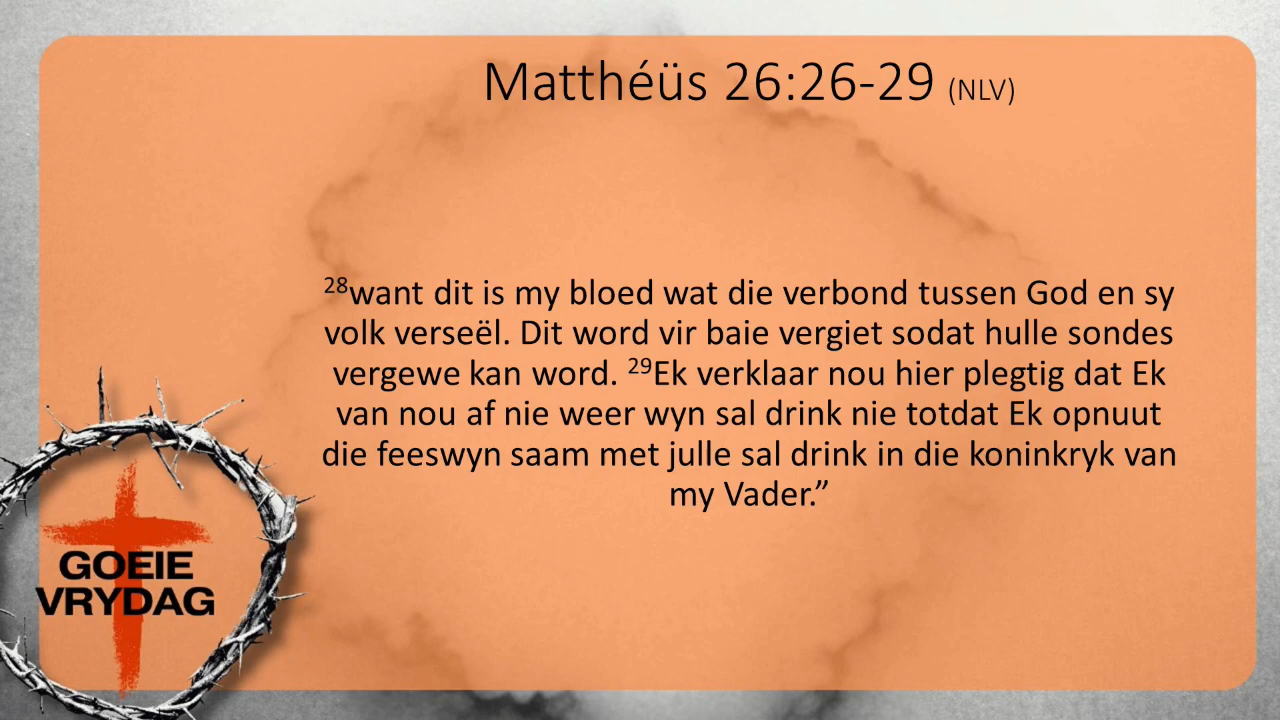 Matthéüs 26:26-29 (NLV)
28want dit is my bloed wat die verbond tussen God en sy
volk verseël. Dit word vir baie vergiet sodat hulle sondes
vergewe kan word. 29Ek verklaar nou hier plegtig dat Ek
van nou af nie weer wyn sal drink nie totdat Ek opnuut
die feeswyn saam met julle sal drink in die koninkryk van
my Vader.”
GOEIE
VRYDAG